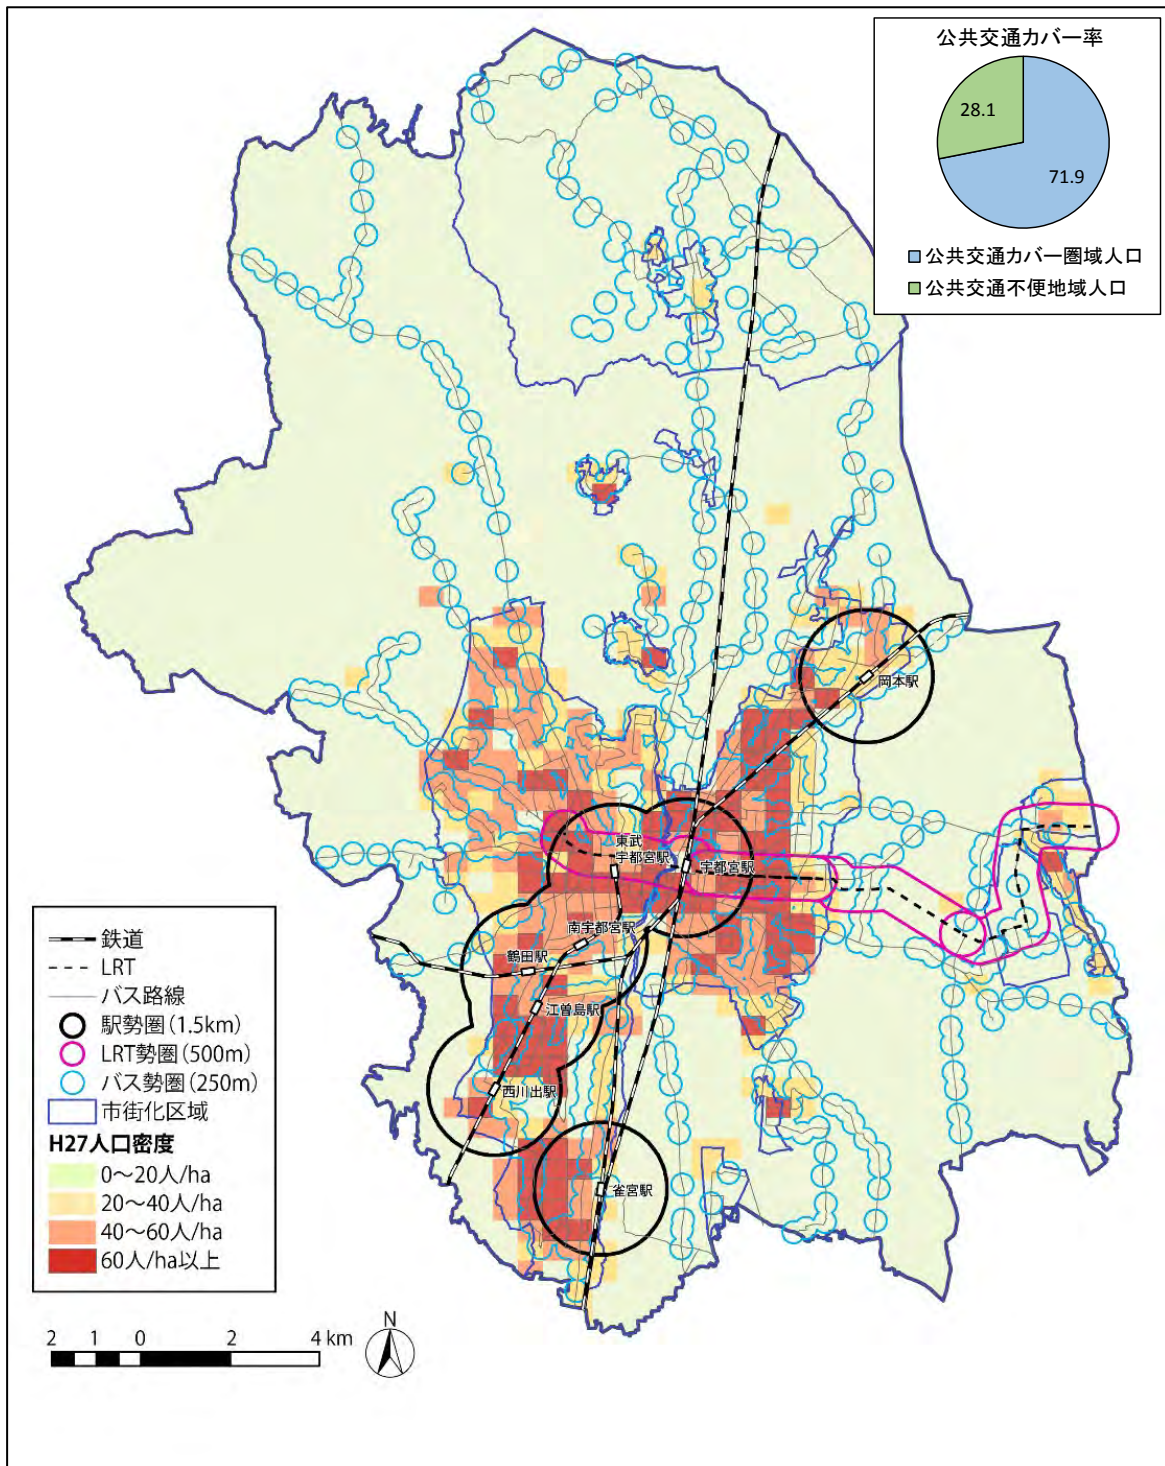 公共交通カバー率
28.1
71.9
公共交通カバー圏域人口
公共交通不便地域人口
岡本駅
東武
宇都宮駅
宇都宮駅
南宇都宮駅
鶴田駅
江曽島駅
西川田駅
雀宮駅
鉄道
LRT
バス路線
駅勢圏(1.5km)
LRT勢圏(500m)
バス勢圏(250m)
市街化区域
H27人口密度
0～20人/ha
20～40人/ha
40～60人/ha
60人/ha以上
2 1 0 2 4 km
N